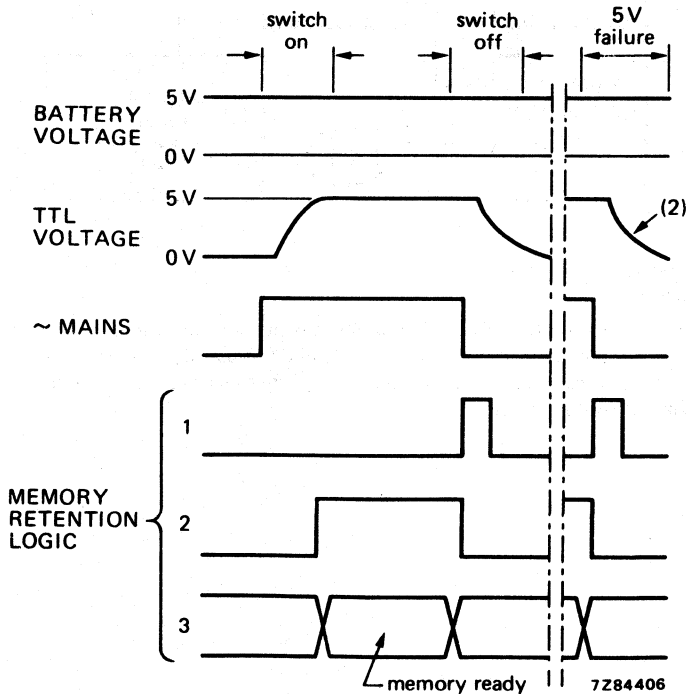 switch on
switch off
5 V failure
BATTERY VOLTAGE
5 V
0 V
TTL VOLTAGE
5 V
0 V
(2)
~ MAINS
MEMORY RETENTION LOGIC
1
2
3
memory ready
7Z84406